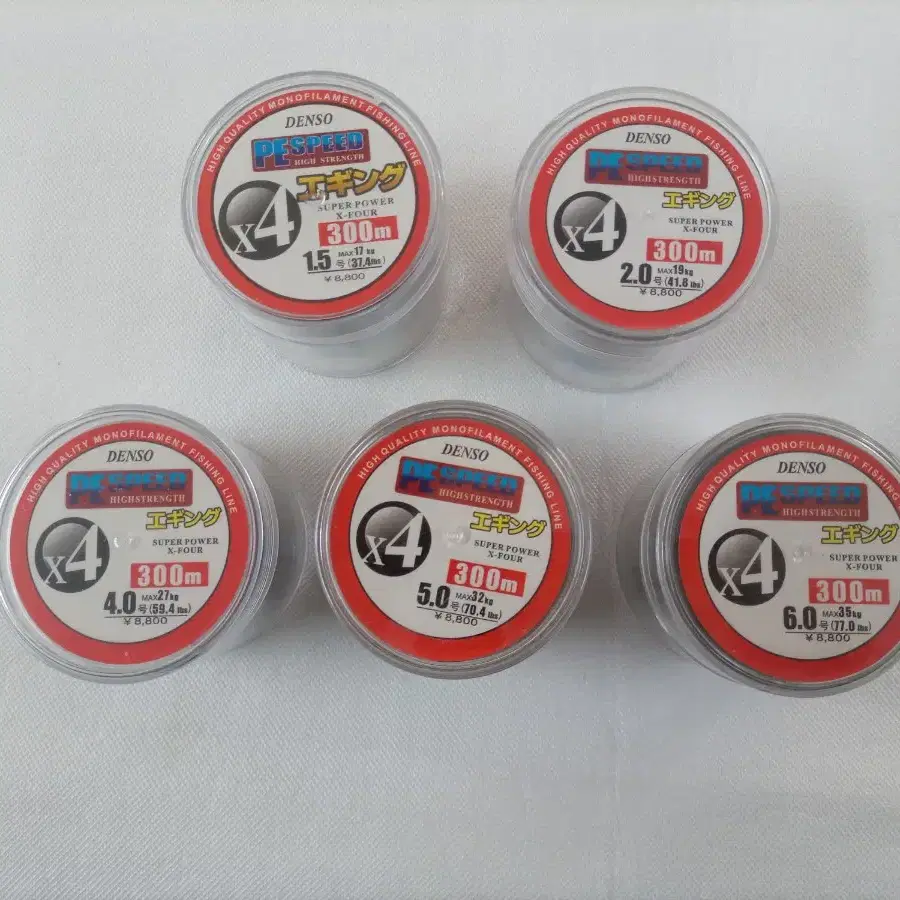 HIGH QUALITY MONOFILAMENT FISHING LINE
DENSO
PE SPEED
HIGH STRENGTH
エギング
X4
SUPER POWER
X-FOUR
300m
1.5号 MAX17kg (37.4lbs)
¥8,800
HIGH QUALITY MONOFILAMENT FISHING LINE
DENSO
PE SPEED
HIGHSTRENGTH
エギング
X4
SUPER POWER
X-FOUR
300m
2.0号 MAX19kg (41.8 lbs)
¥8,800
HIGH QUALITY MONOFILAMENT FISHING LINE
DENSO
PE SPEED
HIGHSTRENGTH
エギング
X4
SUPER POWER
X-FOUR
300m
4.0号 MAX27kg (59.4 lbs)
¥8,800
HIGH QUALITY MONOFILAMENT FISHING LINE
DENSO
PE SPEED
HIGHSTRENGTH
エギング
X4
SUPER POWER
X-FOUR
300m
5.0号 MAX32kg (70.4 lbs)
¥8,800
HIGH QUALITY MONOFILAMENT FISHING
DENSO
PE SPEED
HIGHSTRENGTH
エギング
X4
SUPER POWER
X-FOUR
300m
6.0号 MAX35kg (77.0 lbs)
¥8,800